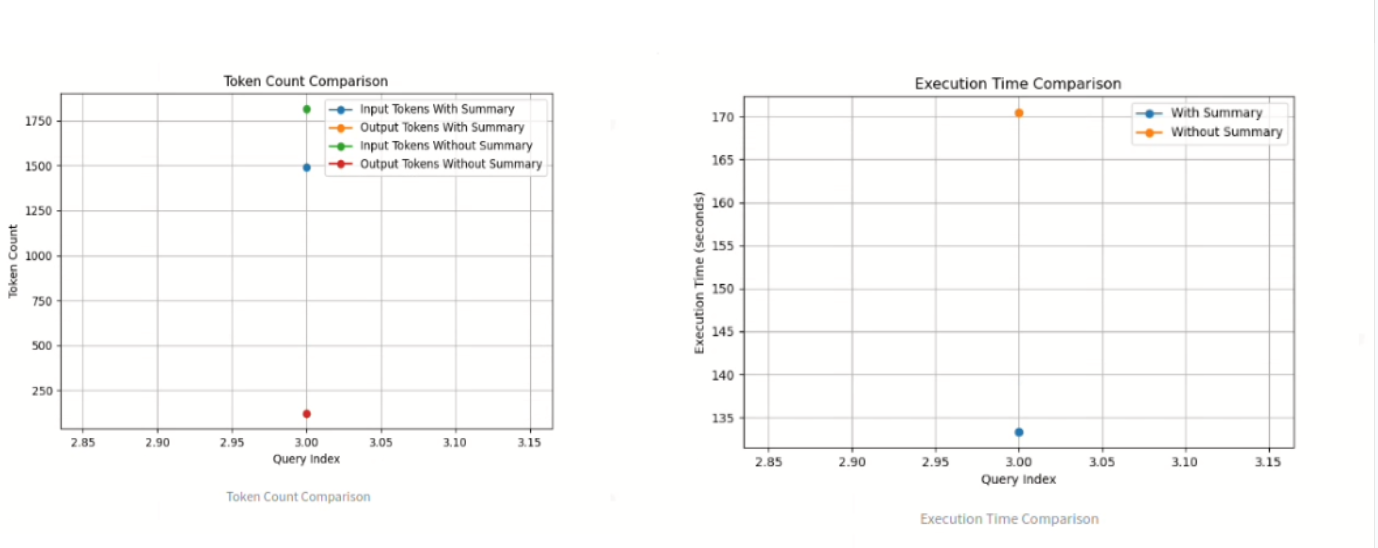 Token Count Comparison
1750
1500
1250
1000
750
500
250
Token Count
Input Tokens With Summary
Output Tokens With Summary
Input Tokens Without Summary
Output Tokens Without Summary
2.85 2.90 2.95 3.00 3.05 3.10 3.15
Query Index
Token Count Comparison
Execution Time Comparison
170
165
160
155
150
145
140
135
Execution Time (seconds)
With Summary
Without Summary
2.85 2.90 2.95 3.00 3.05 3.10 3.15
Query Index
Execution Time Comparison